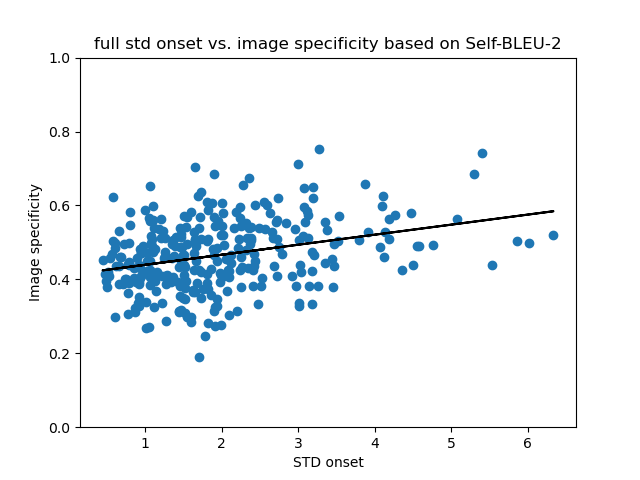 full std onset vs. image specificity based on Self-BLEU-2
1.0
0.8
0.6
0.4
0.2
0.0
Image specificity
1 2 3 4 5 6
STD onset